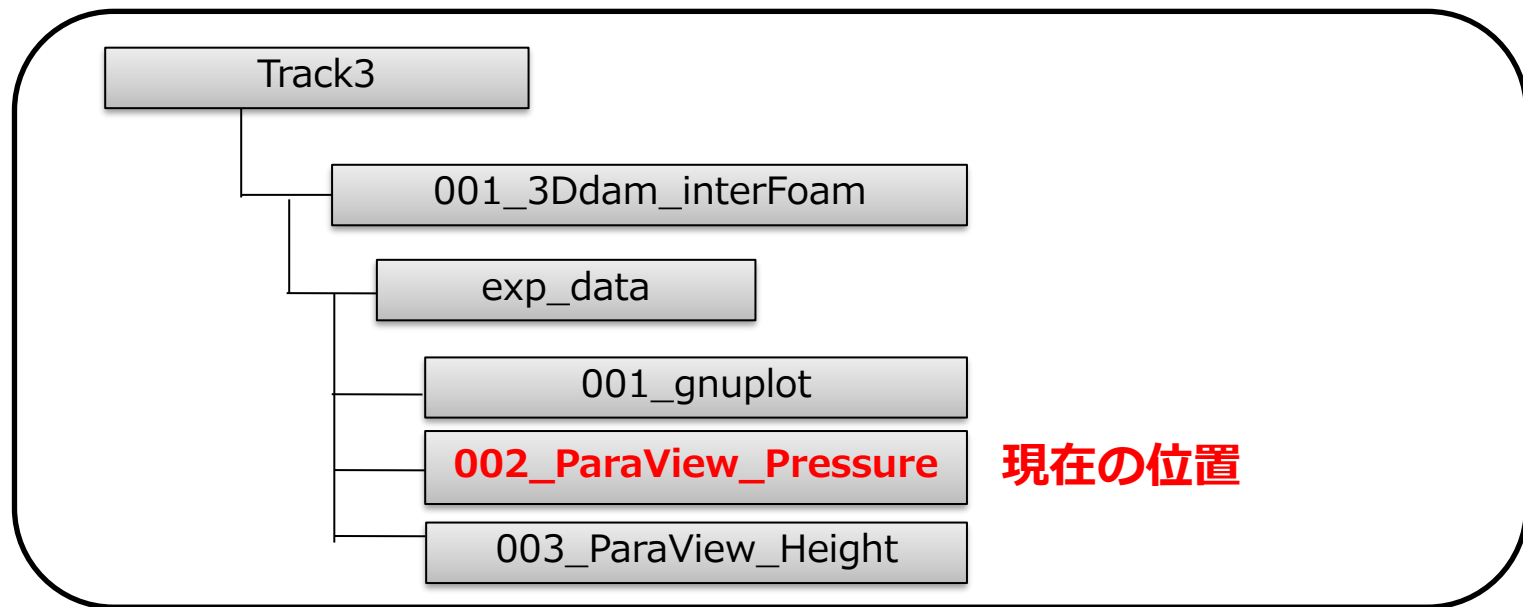 Track3
001_3Ddam_interFoam
exp_data
001_gnuplot
002_ParaView_Pressure 現在の位置
003_ParaView_Height